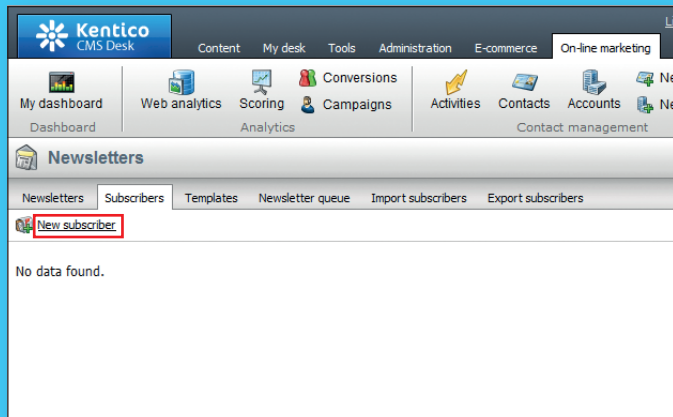 Kentico
CMS Desk
Content My desk Tools Administration E-commerce On-line marketing
My dashboard Web analytics Scoring Conversions Campaigns Activities Contacts Accounts
Dashboard Analytics Contact management
Newsletters
Newsletters Subscribers Templates Newsletter queue Import subscribers Export subscribers
New subscriber
No data found.